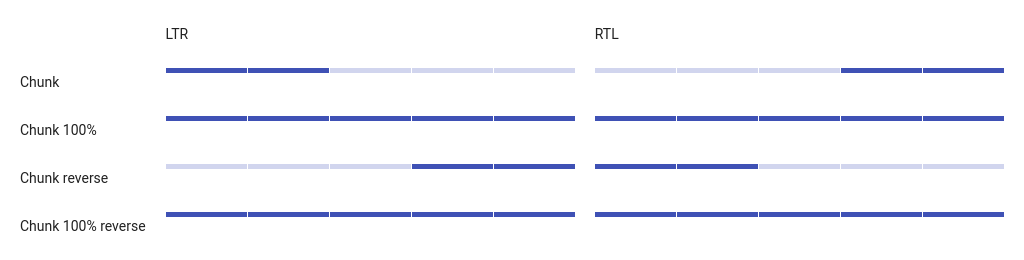 LTR RTL
Chunk
Chunk 100%
Chunk reverse
Chunk 100% reverse